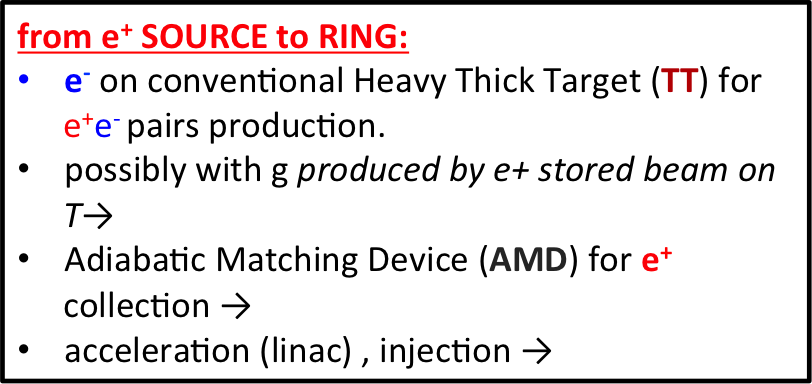 from e⁺ SOURCE to RING:
• e⁻ on conventional Heavy Thick Target (TT) for
e⁺e⁻ pairs production.
• possibly with g produced by e+ stored beam on
T→
• Adiabatic Matching Device (AMD) for e⁺
collection →
• acceleration (linac) , injection →